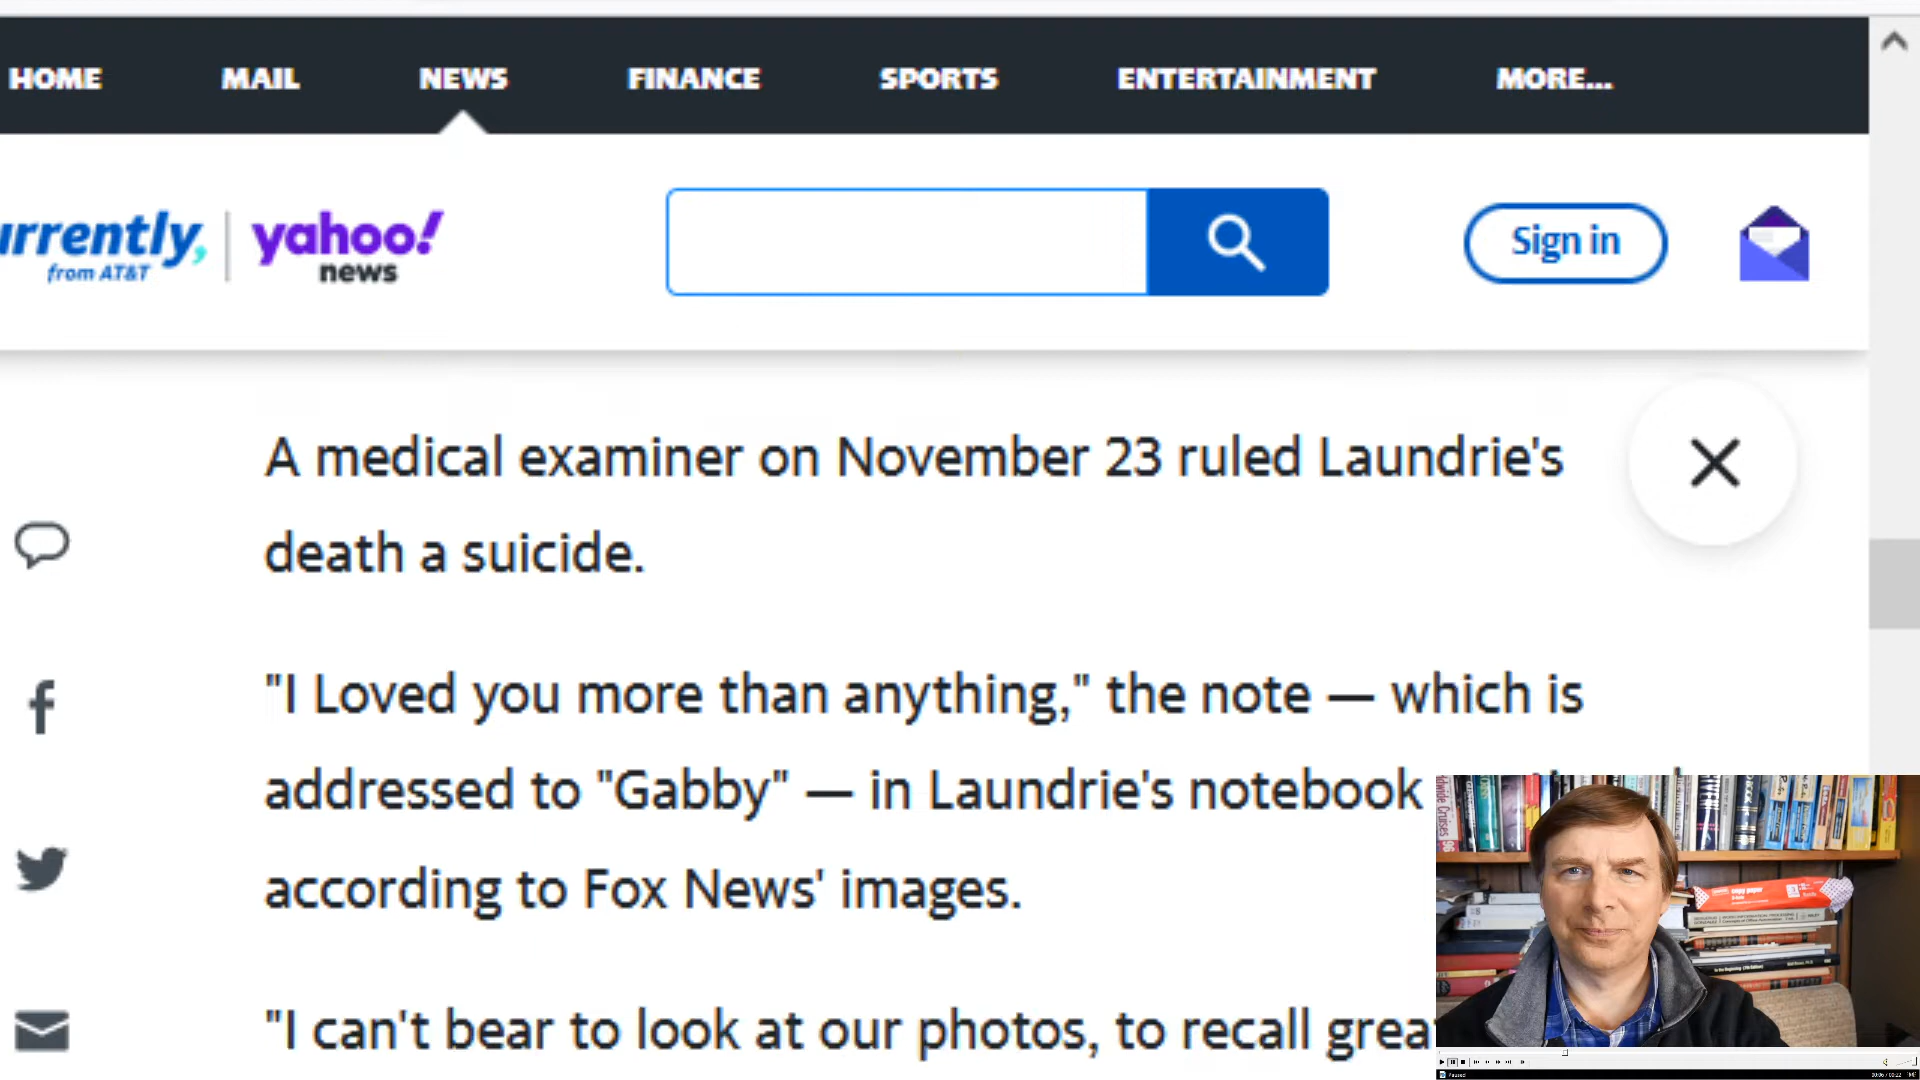 HOME MAIL NEWS FINANCE SPORTS ENTERTAINMENT MORE...
urrently, yahoo! Sign in
from AT&T news
A medical examiner on November 23 ruled Laundrie's
death a suicide.
"I Loved you more than anything," the note — which is
addressed to "Gabby" — in Laundrie's notebook
according to Fox News' images.
"I can't bear to look at our photos, to recall grea
Paused